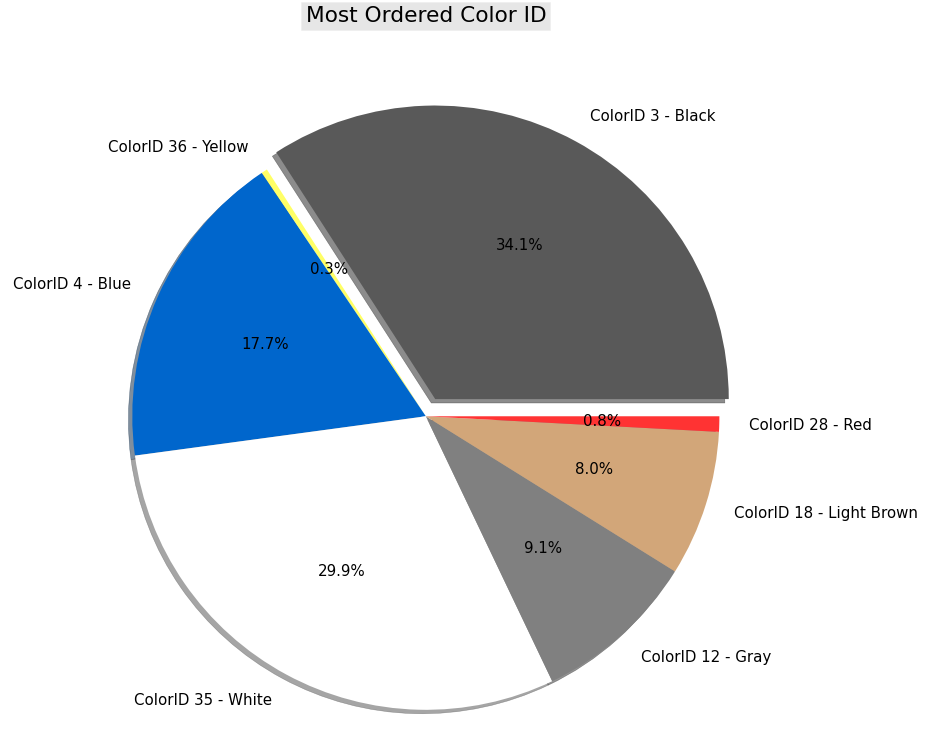 Most Ordered Color ID
ColorID 3 - Black
ColorID 36 - Yellow
34.1%
0.3%
ColorID 4 - Blue
17.7%
0.8%
ColorID 28 - Red
8.0%
ColorID 18 - Light Brown
9.1%
29.9%
ColorID 12 - Gray
ColorID 35 - White